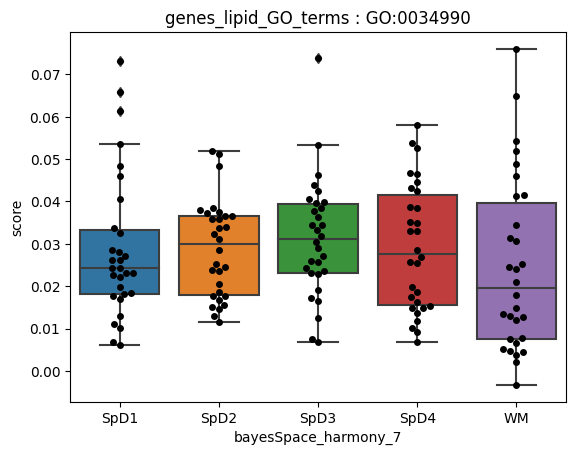 genes_lipid_GO_terms : GO:0034990
0.07
0.06
0.05
0.04
0.03
0.02
0.01
0.00
score
SpD1 SpD2 SpD3 SpD4 WM
bayesSpace_harmony_7